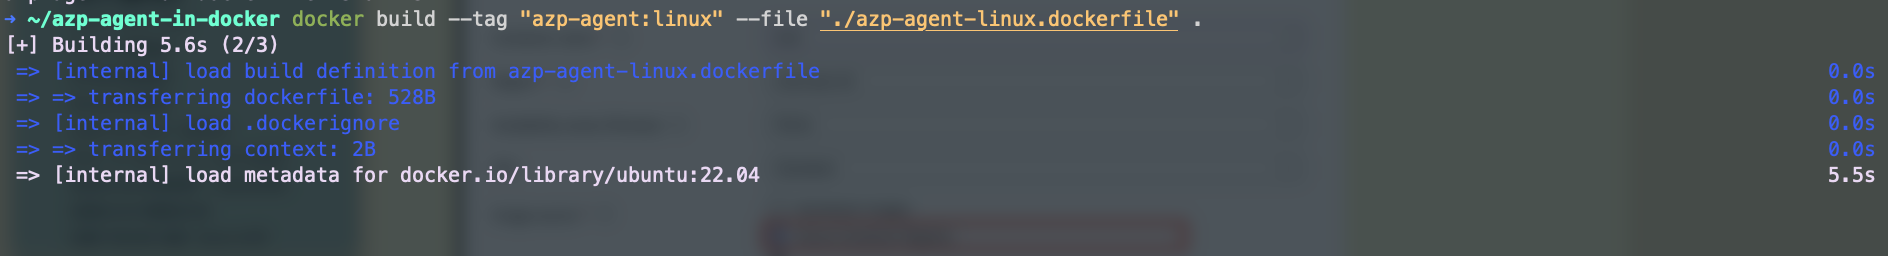 → ~/azp-agent-in-docker docker build --tag "azp-agent:linux" --file "./azp-agent-linux.dockerfile" .
[+] Building 5.6s (2/3)
=> [internal] load build definition from azp-agent-linux.dockerfile 0.0s
=> => transferring dockerfile: 528B 0.0s
=> [internal] load .dockerignore 0.0s
=> => transferring context: 2B 0.0s
=> [internal] load metadata for docker.io/library/ubuntu:22.04 5.5s